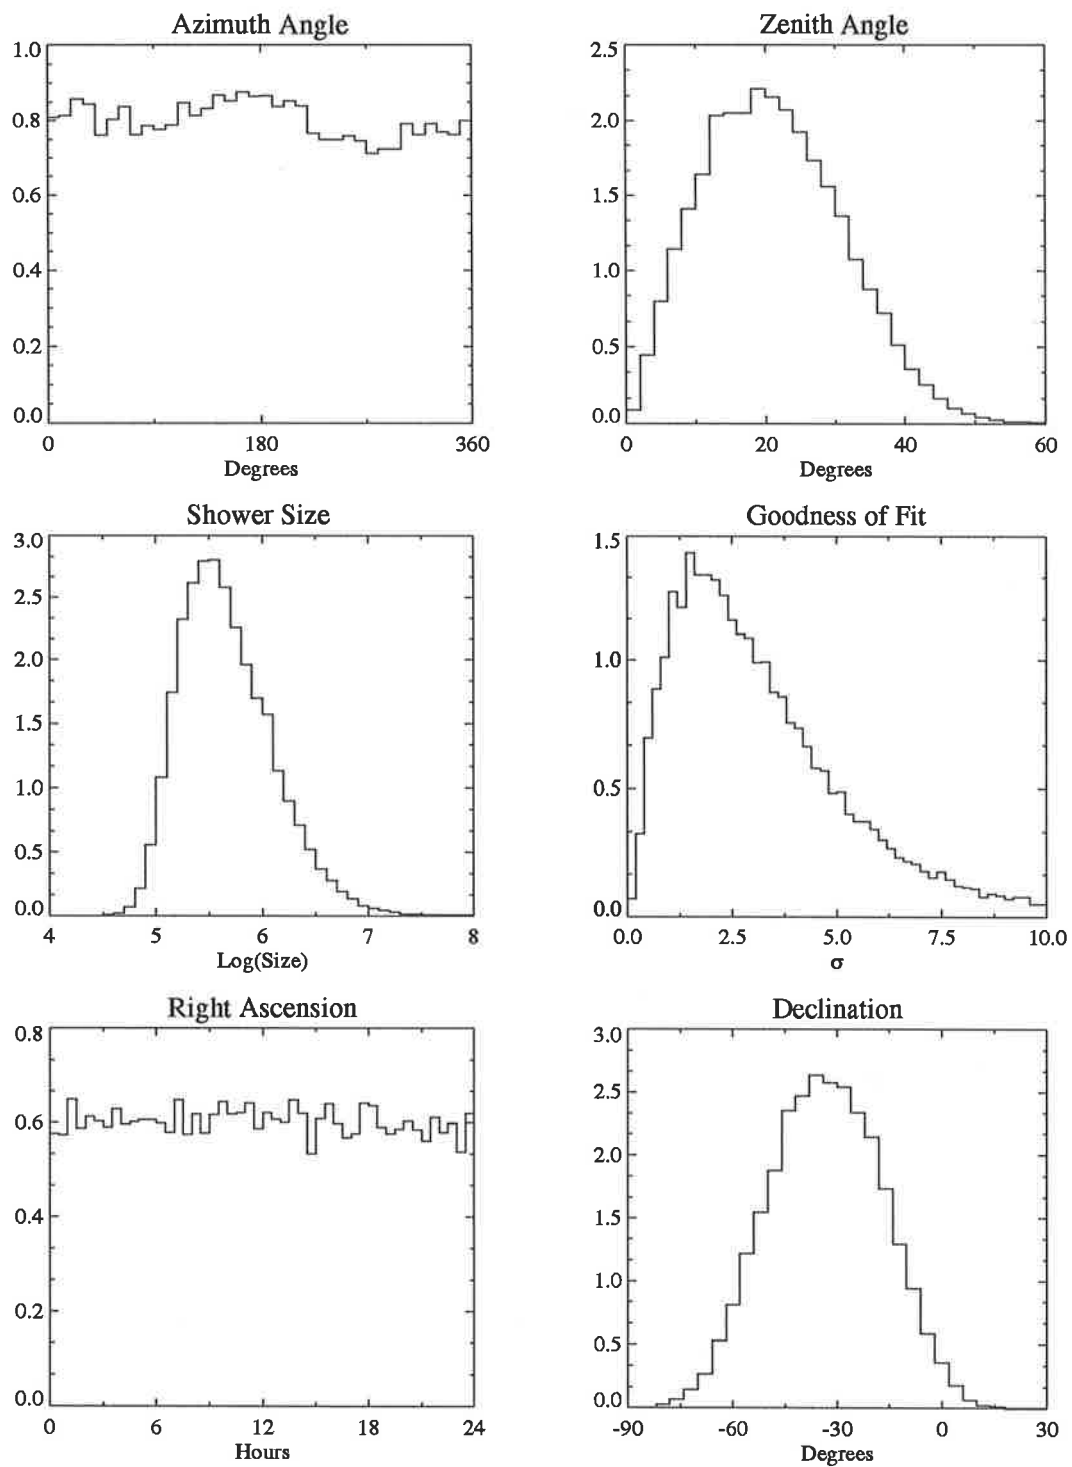 Azimuth Angle
1.0
0.8
0.6
0.4
0.2
0.0
0 180 360
Degrees
Zenith Angle
2.5
2.0
1.5
1.0
0.5
0.0
0 20 40 60
Degrees
Shower Size
3.0
2.5
2.0
1.5
1.0
0.5
0.0
4 5 6 7 8
Log(Size)
Goodness of Fit
1.5
1.0
0.5
0.0
0.0 2.5 5.0 7.5 10.0
σ
Right Ascension
0.8
0.6
0.4
0.2
0.0
0 6 12 18 24
Hours
Declination
3.0
2.5
2.0
1.5
1.0
0.5
0.0
-90 -60 -30 0 30
Degrees